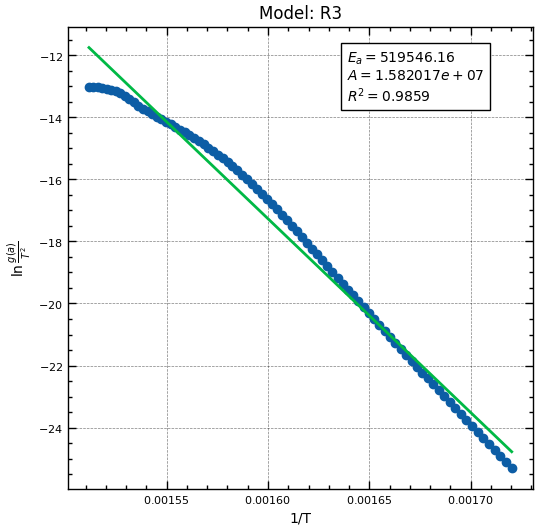 Model: R3
E_a = 519546.16
A = 1.582017e + 07
R^2 = 0.9859
−12
−14
−16
−18
−20
−22
−24
ln g(a)/T^2
0.00155 0.00160 0.00165 0.00170
1/T